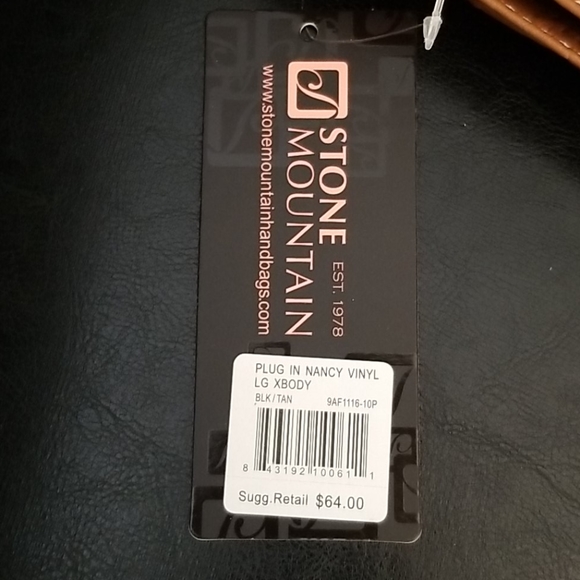 STONE
MOUNTAIN
EST. 1978
www.stonemountainhandbags.com
PLUG IN NANCY VINYL
LG XBODY
BLK/TAN 9AF1116-10P
8 43192 10061 1
Sugg.Retail $64.00